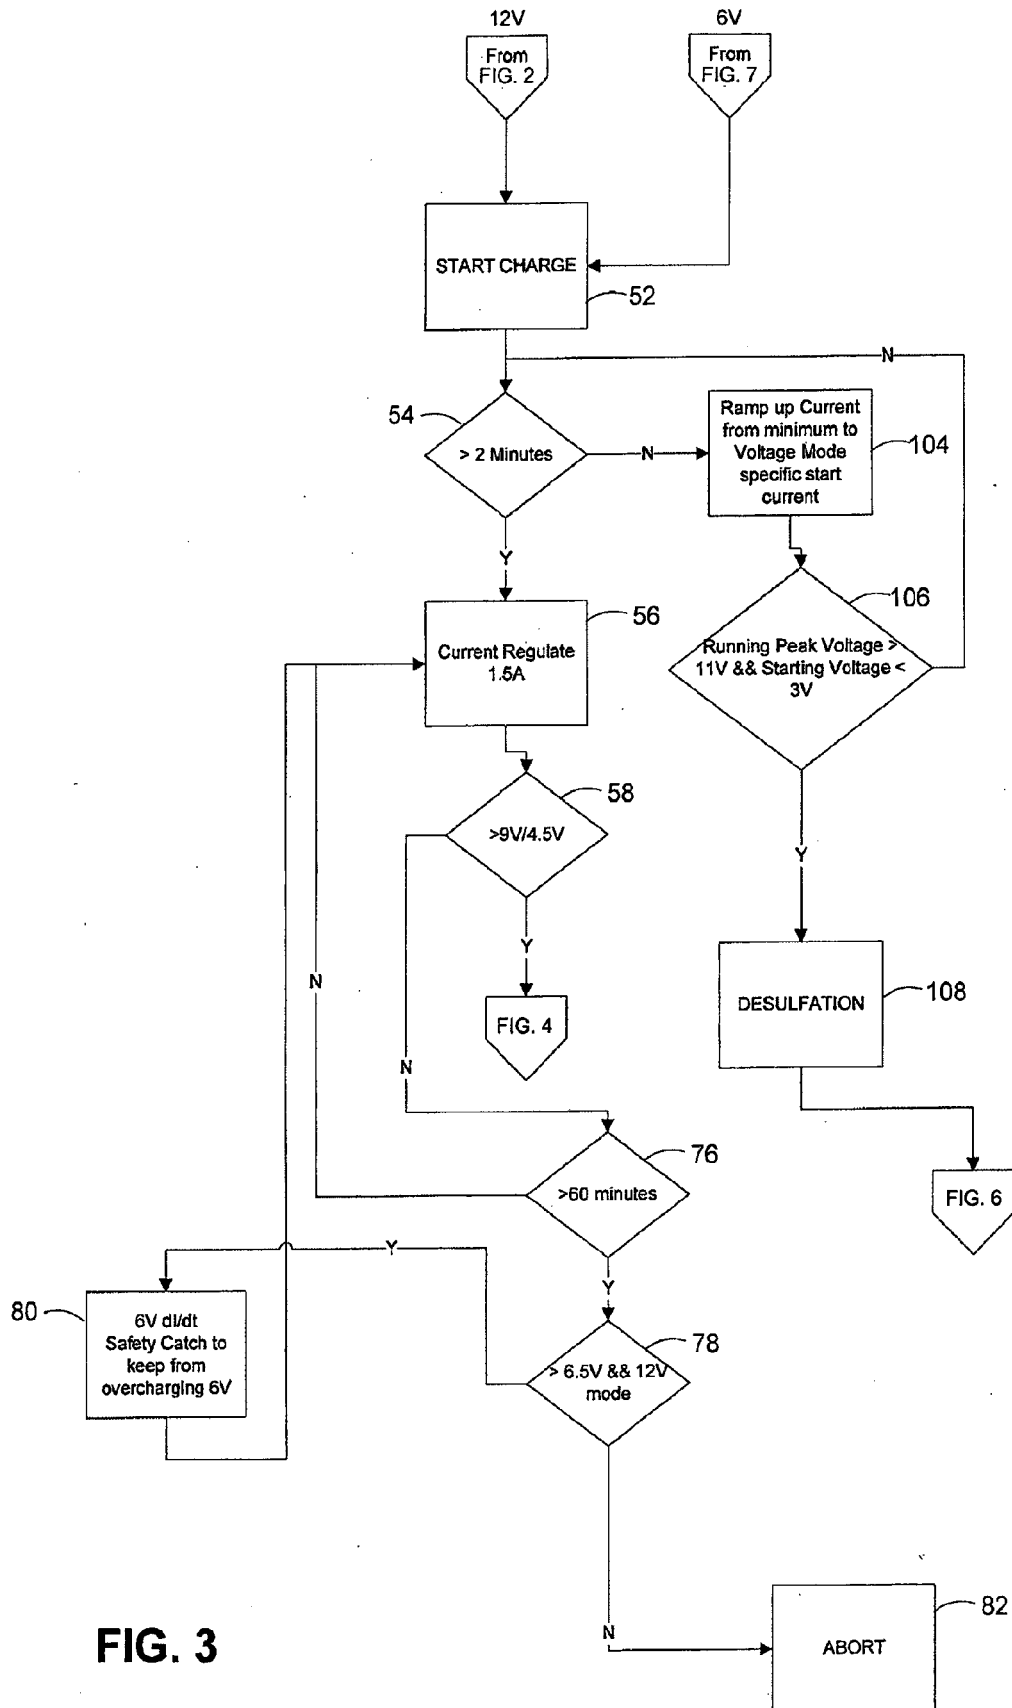 12V
From
FIG. 2
6V
From
FIG. 7
START CHARGE
52
N
54
> 2 Minutes
N
Ramp up Current
from minimum to
Voltage Mode
specific start
current
104
Y
106
Running Peak Voltage >
11V && Starting Voltage <
3V
56
Current Regulate
1.5A
58
>9V/4.5V
Y
Y
N
FIG. 4
DESULFATION
108
N
76
>60 minutes
FIG. 6
Y
Y
80
6V dI/dt
Safety Catch to
keep from
overcharging 6V
78
> 6.5V && 12V
mode
N
82
ABORT
FIG. 3